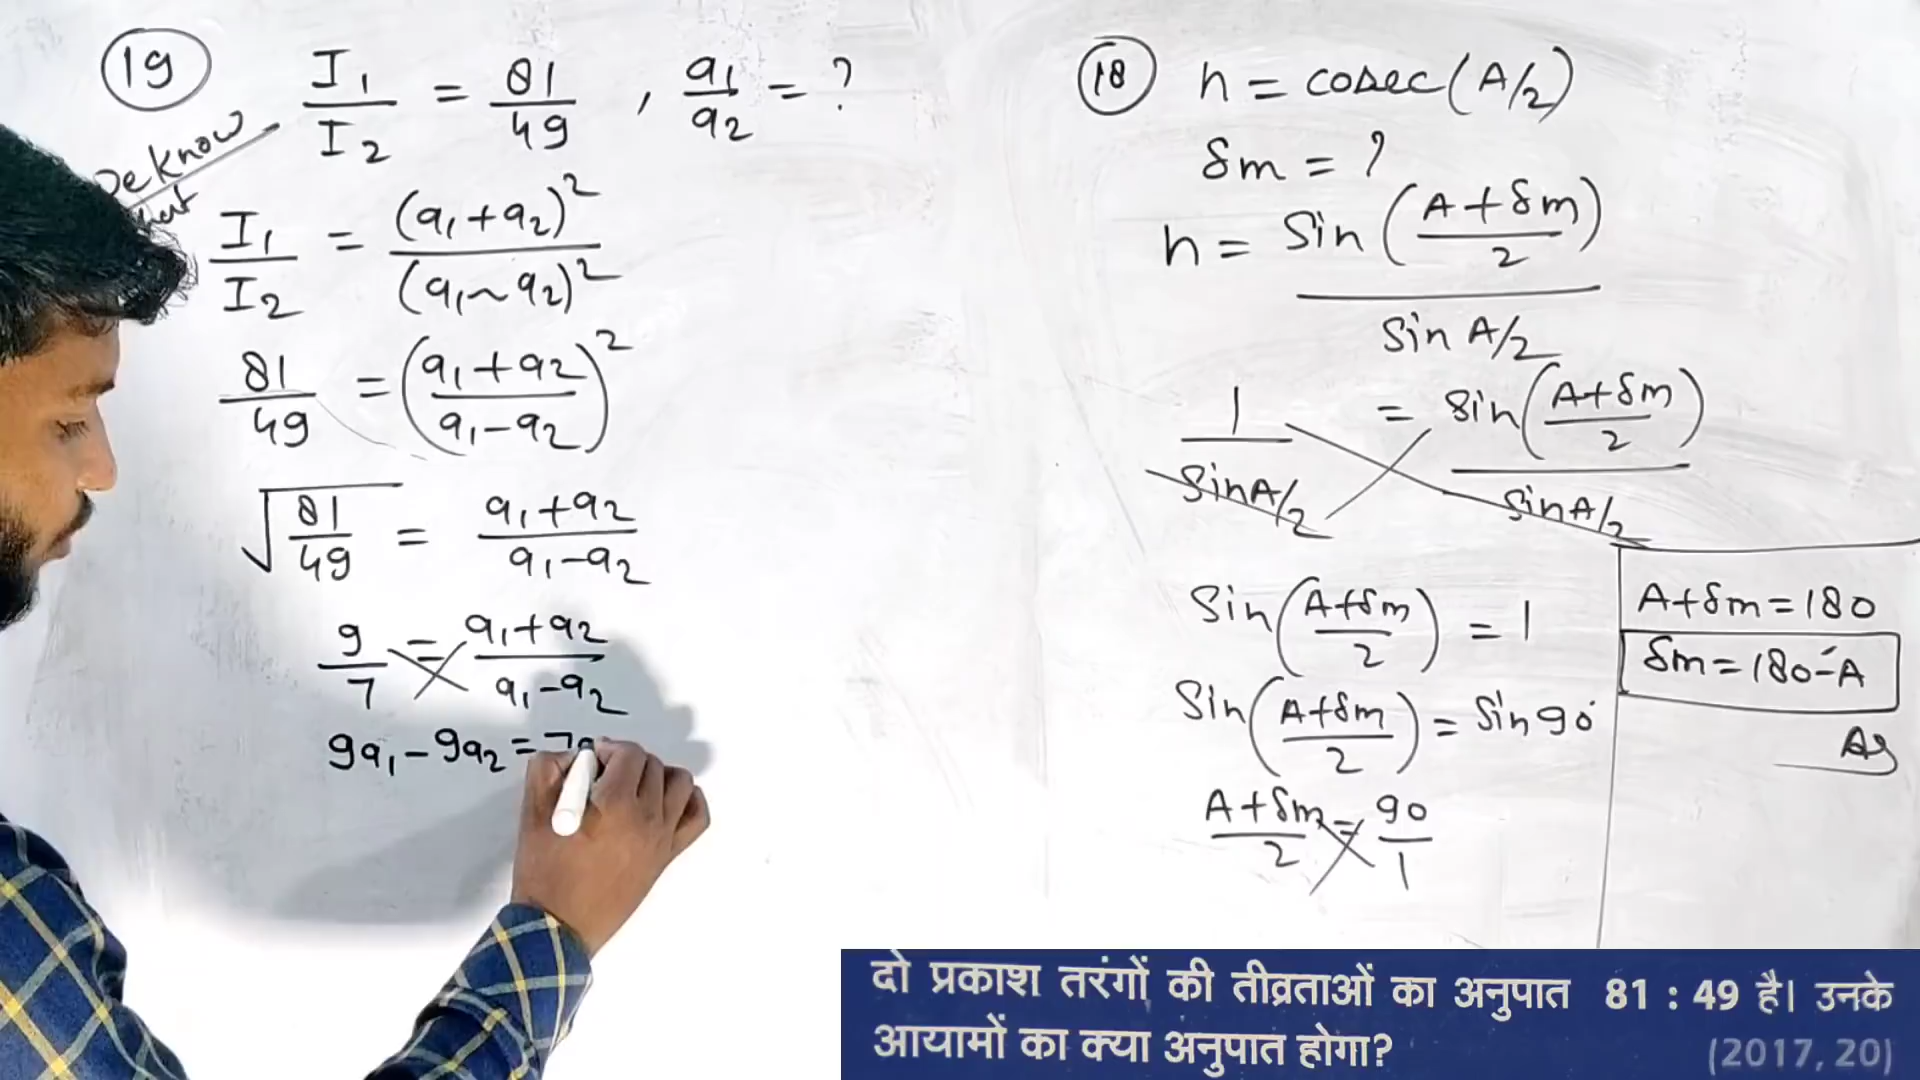 19 I₁/I₂ = 81/49 , a₁/a₂ = ?
I₁/I₂ = (a₁+a₂)²/(a₁~a₂)²
81/49 = (a₁+a₂/a₁-a₂)²
√81/49 = a₁+a₂/a₁-a₂
9/7 = a₁+a₂/a₁-a₂
9a₁-9a₂=7a
18 n = cosec(A/2)
δm = ?
n = Sin(A+δm/2)/Sin A/2
1/SinA/2 = Sin(A+δm/2)/SinA/2
Sin(A+δm/2) = 1
Sin(A+δm/2) = Sin90°
A+δm/2 = 90/1
A+δm=180
δm=180-A
दो प्रकाश तरंगों की तीव्रताओं का अनुपात 81 : 49 है। उनके
आयामों का क्या अनुपात होगा?
(2017, 20)